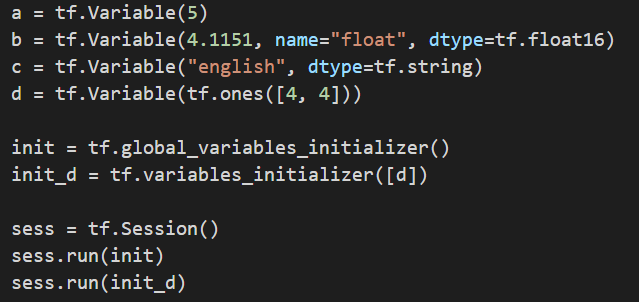 a = tf.Variable(5)
b = tf.Variable(4.1151, name="float", dtype=tf.float16)
c = tf.Variable("english", dtype=tf.string)
d = tf.Variable(tf.ones([4, 4]))
init = tf.global_variables_initializer()
init_d = tf.variables_initializer([d])
sess = tf.Session()
sess.run(init)
sess.run(init_d)